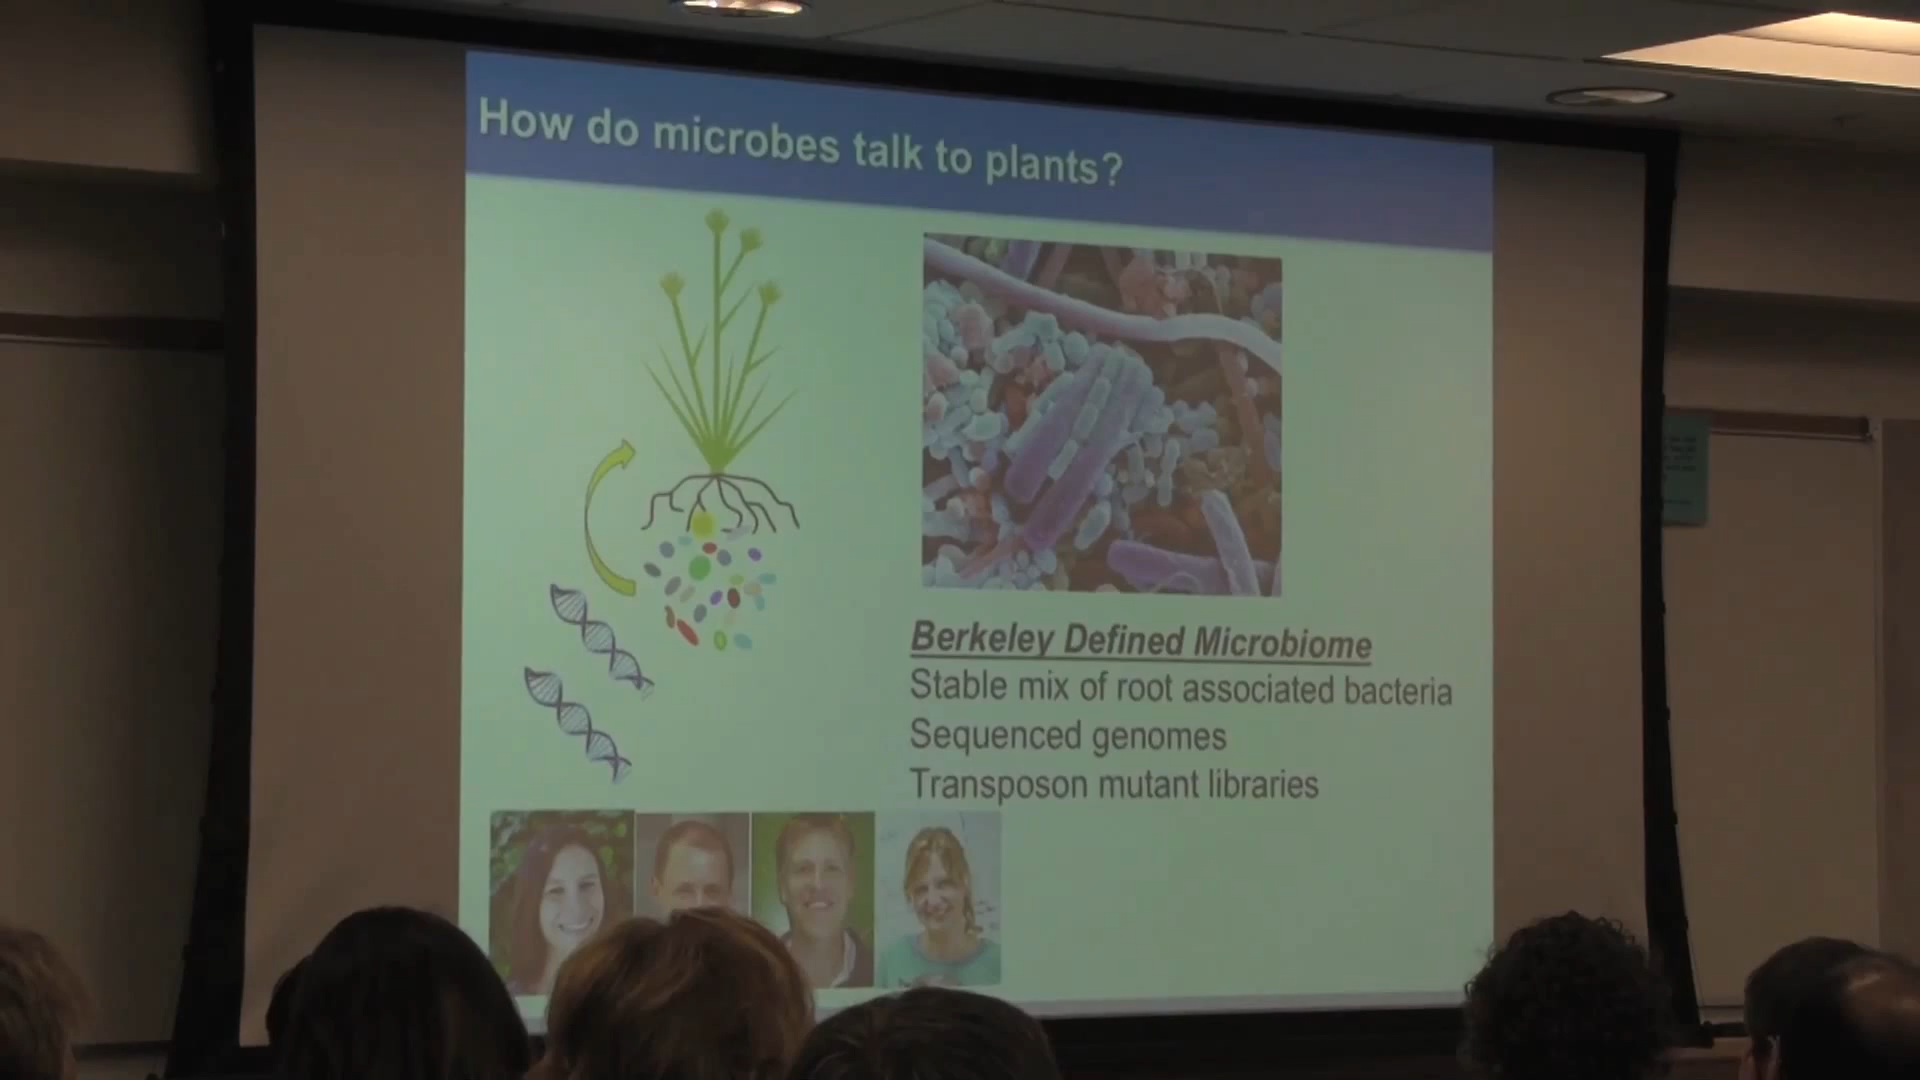 How do microbes talk to plants?
Berkeley Defined Microbiome
Stable mix of root associated bacteria
Sequenced genomes
Transposon mutant libraries